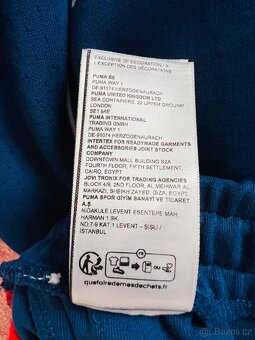 EXCLUSIVE OF DECORATION / A
L'EXCEPTION DES DÉCORATIONS
PUMA SE
PUMA WAY 1
DE-91074 HERZOGENAURACH
PUMA UNITED KINGDOM LTD
SEA CONTAINERS, 22 UPPER GROUND
LONDON
SE1 9AE
PUMA INTERNATIONAL
TRADING GMBH
PUMA WAY 1
DE-91074 HERZOGENAURACH
INTERTEX FOR READYMADE GARMENTS
AND ACCESSORIES JOINT STOCK
COMPANY
DOWNTOWN MALL BUILDING S2A
FOURTH FLOOR, FIFTH SETTLEMENT,
CAIRO, EGYPT
JOVI TRONIX FOR TRADING AGENCIES
BLOCK 4/9, 2ND FLOOR, AL MEHWAR AL
MARKAZI, SHEIKH ZAYED, GIZA, EGYPT
PUMA SPOR GİYİM SANAYI VE TİCARET
A.Ş.
NIDAKULE LEVENT ESENTEPE MAH.
HARMAN 1 SK.
NO:7-9 KAT:1 LEVENT - ŞİŞLİ /
İSTANBUL
FR
quefairedemesdechets.fr
bazos.cz